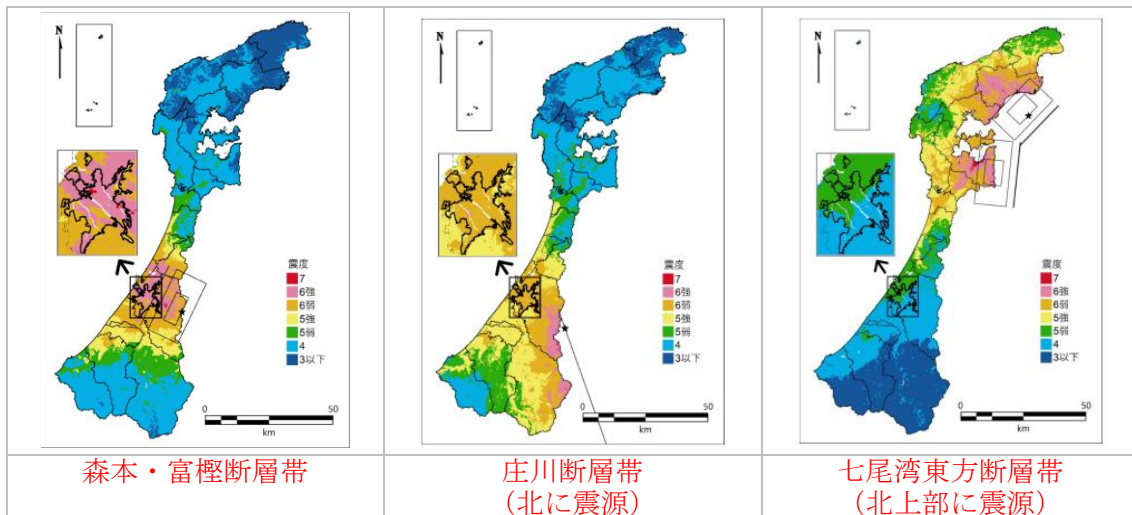 N
震度
7
6強
6弱
5強
5弱
4
3以下
0
50
km
森本・富樫断層帯
N
震度
7
6強
6弱
5強
5弱
4
3以下
0
50
km
庄川断層帯
(北に震源)
N
震度
7
6強
6弱
5強
5弱
4
3以下
0
50
km
七尾湾東方断層帯
(北上部に震源)